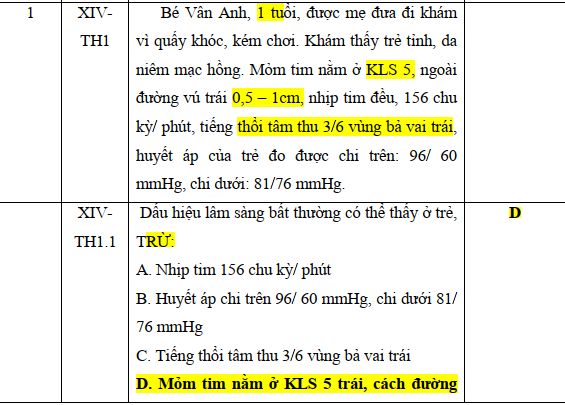 1
XIV-
TH1
Bé Vân Anh, 1 tuổi, được mẹ đưa đi khám
vì quấy khóc, kém chơi. Khám thấy trẻ tỉnh, da
niêm mạc hồng. Mỏm tim nằm ở KLS 5, ngoài
đường vú trái 0,5 – 1cm, nhịp tim đều, 156 chu
kỳ/ phút, tiếng thổi tâm thu 3/6 vùng bả vai trái,
huyết áp của trẻ đo được chi trên: 96/ 60
mmHg, chi dưới: 81/76 mmHg.
XIV-
TH1.1
Dấu hiệu lâm sàng bất thường có thể thấy ở trẻ,
TRỪ:
A. Nhịp tim 156 chu kỳ/ phút
B. Huyết áp chi trên 96/ 60 mmHg, chi dưới 81/
76 mmHg
C. Tiếng thổi tâm thu 3/6 vùng bả vai trái
D. Mỏm tim nằm ở KLS 5 trái, cách đường
D